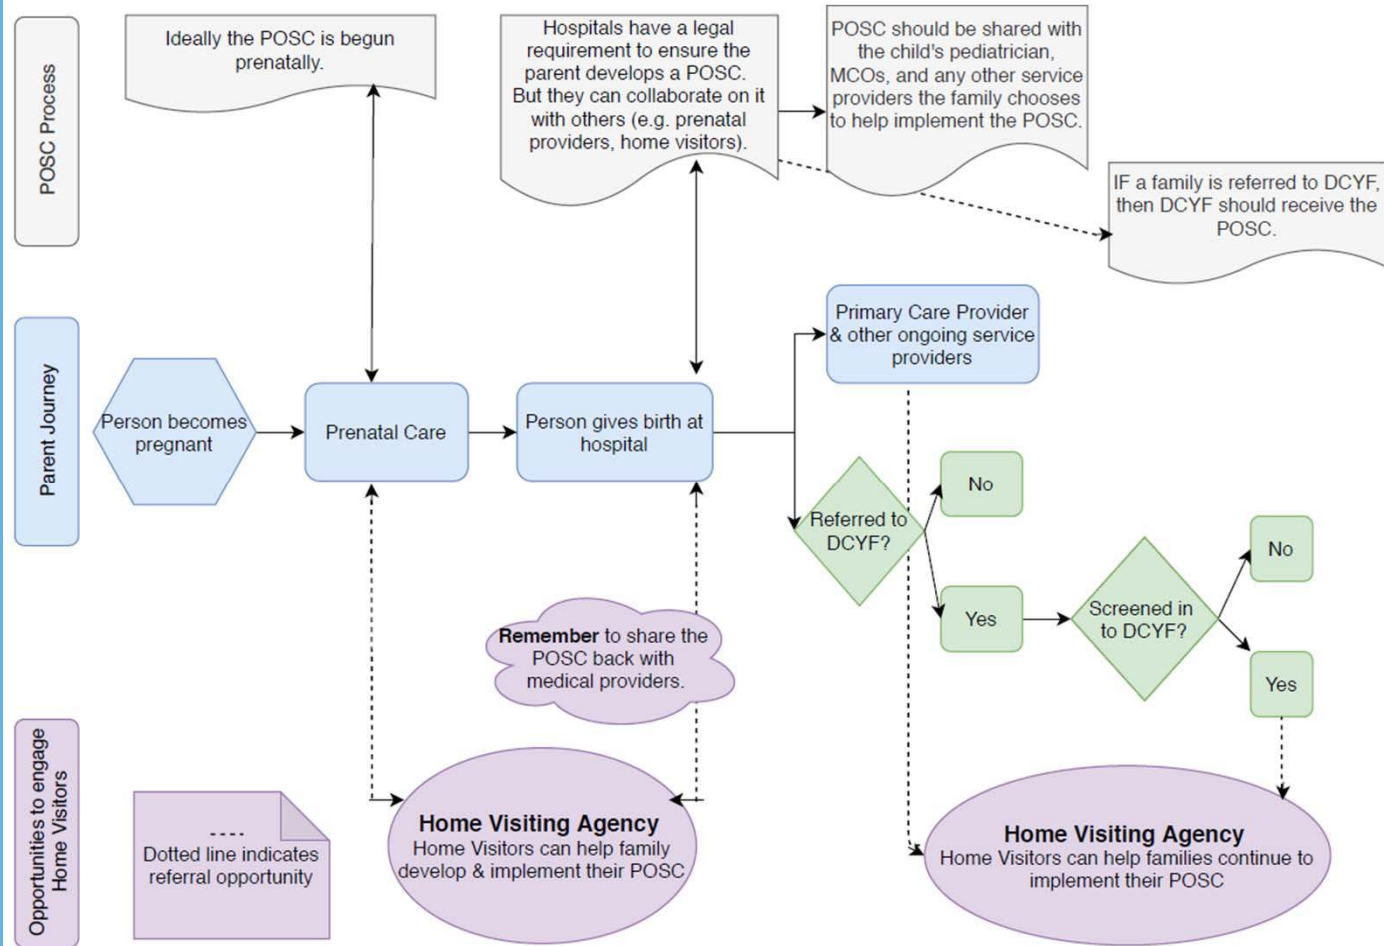 POSC Process
Ideally the POSC is begun
prenatally.
Hospitals have a legal
requirement to ensure the
parent develops a POSC.
But they can collaborate on it
with others (e.g. prenatal
providers, home visitors).
POSC should be shared with
the child's pediatrician,
MCOs, and any other service
providers the family chooses
to help implement the POSC.
IF a family is referred to DCYF,
then DCYF should receive the
POSC.
Parent Journey
Person becomes
pregnant
Prenatal Care
Person gives birth at
hospital
Primary Care Provider
& other ongoing service
providers
Referred to
DCYF?
No
Yes
Screened in
to DCYF?
No
Yes
Remember to share the
POSC back with
medical providers.
Opportunities to engage
Home Visitors
----
Dotted line indicates
referral opportunity
Home Visiting Agency
Home Visitors can help family
develop & implement their POSC
Home Visiting Agency
Home Visitors can help families continue to
implement their POSC